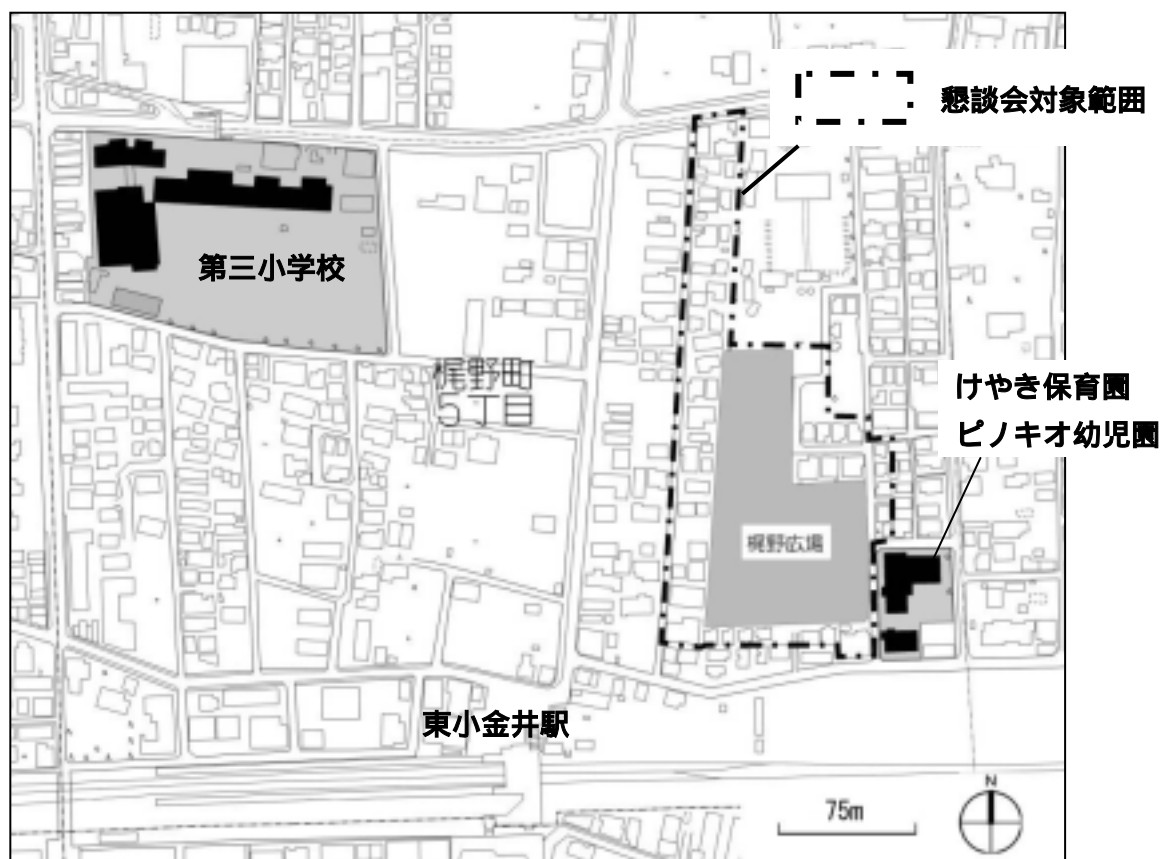 懇談会対象範囲
第三小学校
梶野町
5丁目
けやき保育園
ピノキオ幼児園
梶野広場
東小金井駅
75m
N